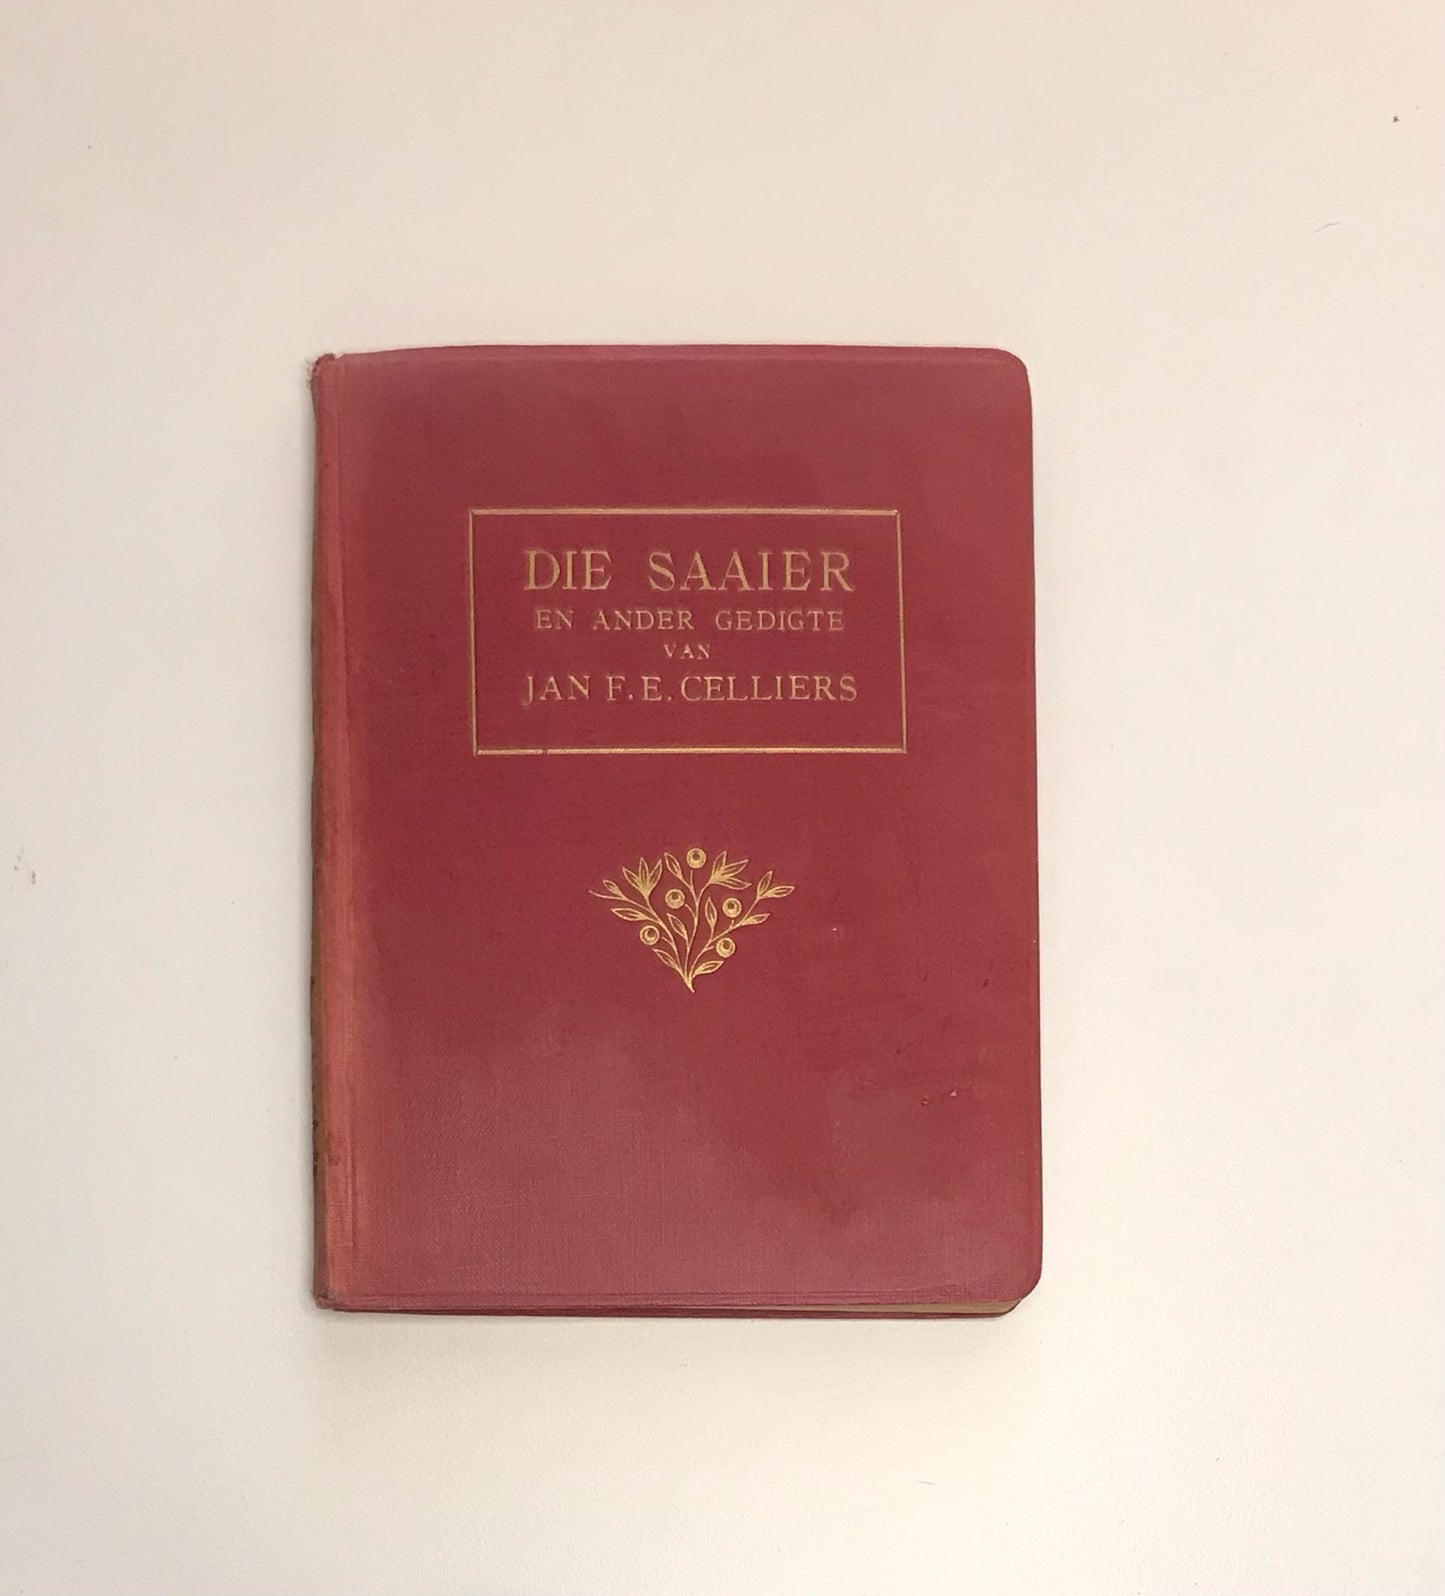 DIE SAAIER
EN ANDER GEDIGTE
VAN
JAN F. E. CELLIERS